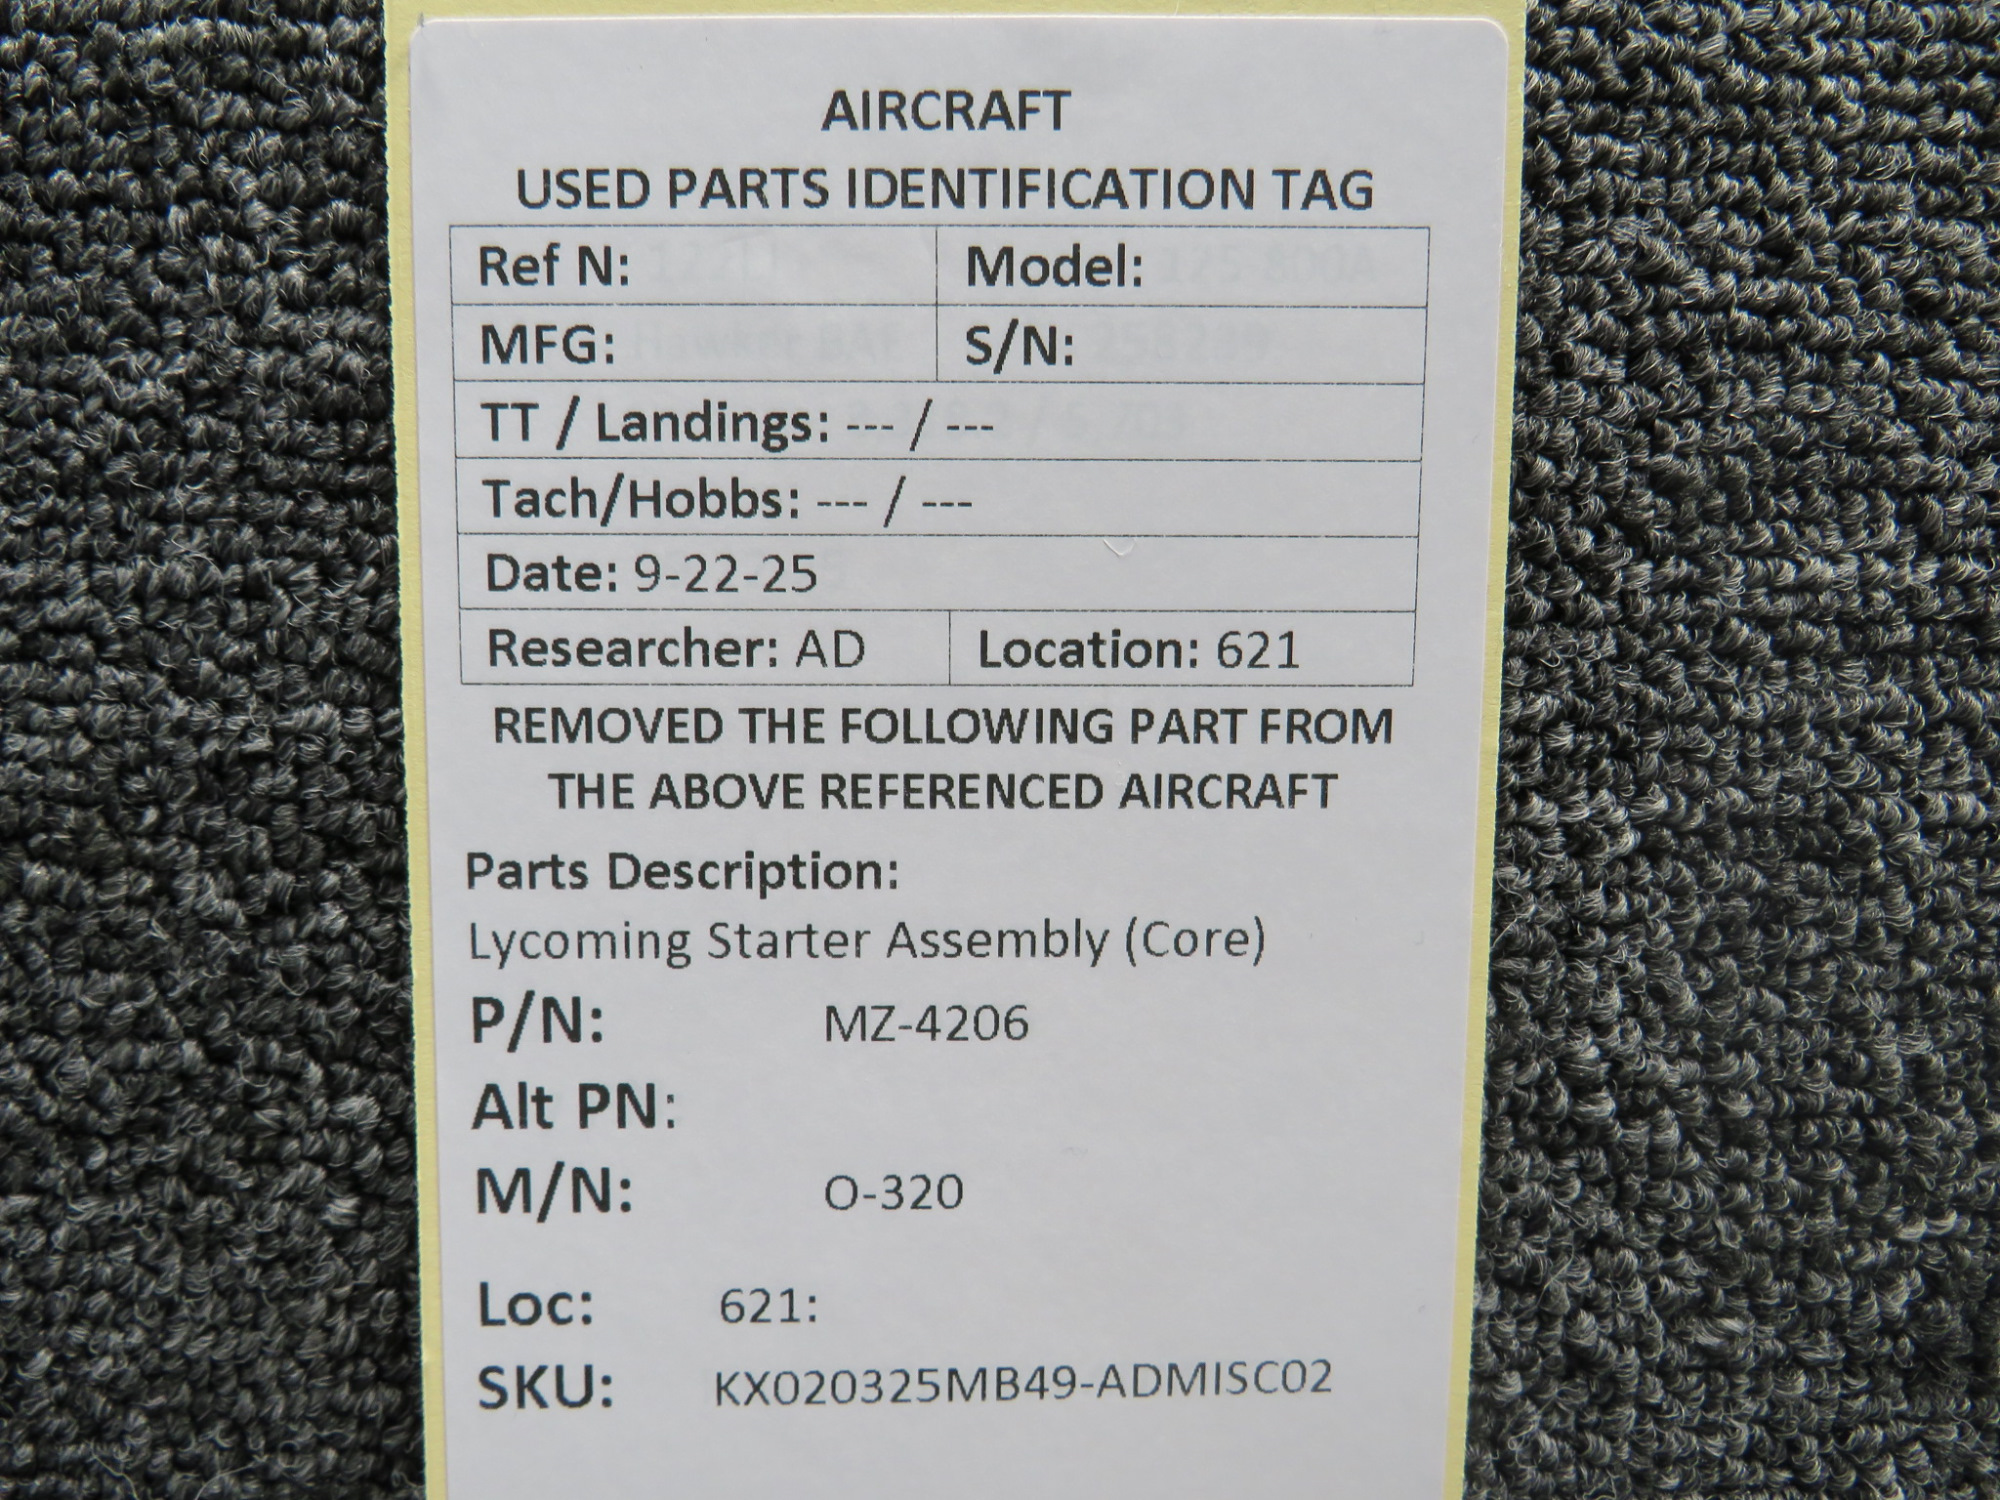 AIRCRAFT
USED PARTS IDENTIFICATION TAG
Ref N: Model:
MFG: S/N:
TT / Landings: --- / ---
Tach/Hobbs: --- / ---
Date: 9-22-25
Researcher: AD Location: 621
REMOVED THE FOLLOWING PART FROM
THE ABOVE REFERENCED AIRCRAFT
Parts Description:
Lycoming Starter Assembly (Core)
P/N: MZ-4206
Alt PN:
M/N: O-320
Loc: 621:
SKU: KX020325MB49-ADMISC02